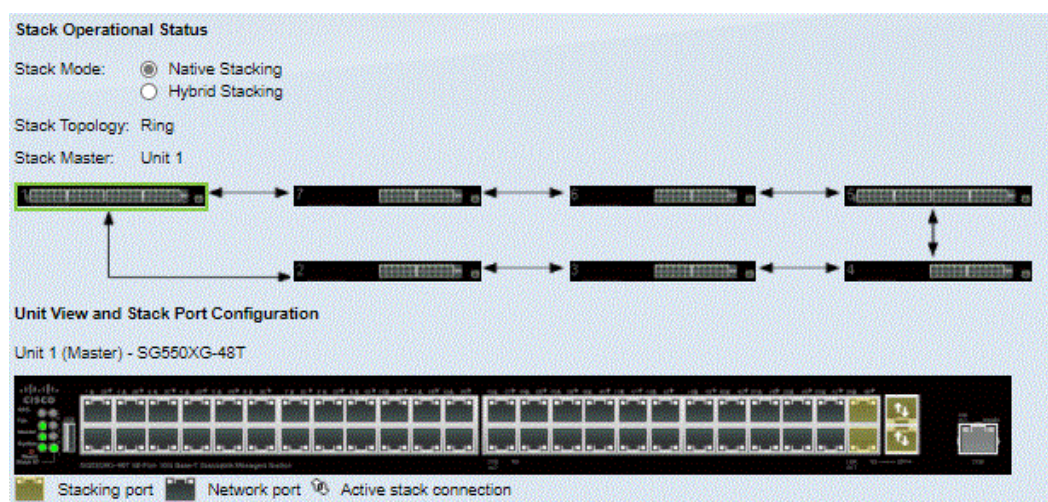 Stack Operational Status
Stack Mode: Native Stacking
Hybrid Stacking
Stack Topology: Ring
Stack Master: Unit 1
1 7 6 5
2 3 4
Unit View and Stack Port Configuration
Unit 1 (Master) - SG550XG-48T
CISCO
Master
System
Stacking port Network port Active stack connection